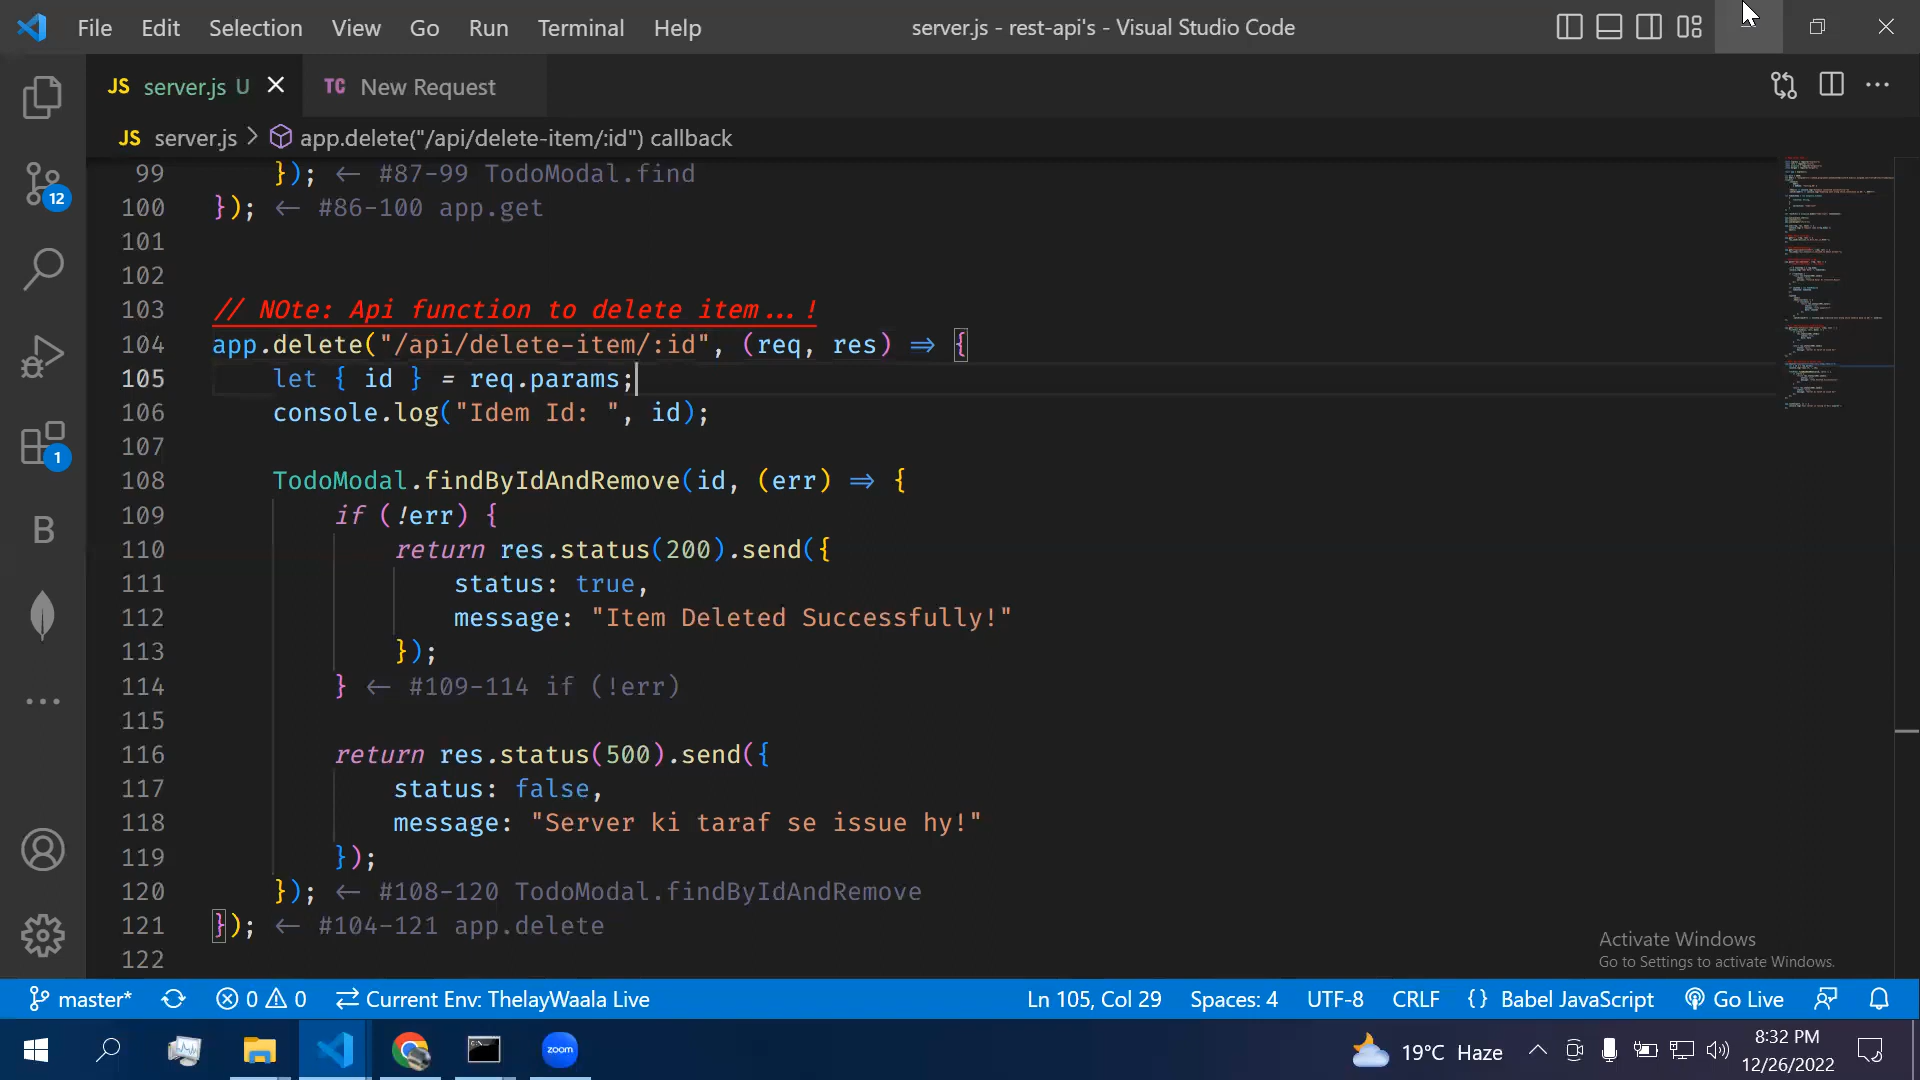 File Edit Selection View Go Run Terminal Help server.js - rest-api's - Visual Studio Code
JS server.js U TC New Request
JS server.js > app.delete("/api/delete-item/:id") callback
99 }); <- #87-99 TodoModal.find
100 }); <- #86-100 app.get
101
102
103 // NOte: Api function to delete item...!
104 app.delete("/api/delete-item/:id", (req, res) => {
105 let { id } = req.params;
106 console.log("Idem Id: ", id);
107
108 TodoModal.findByIdAndRemove(id, (err) => {
109 if (!err) {
110 return res.status(200).send({
111 status: true,
112 message: "Item Deleted Successfully!"
113 });
114 } <- #109-114 if (!err)
115
116 return res.status(500).send({
117 status: false,
118 message: "Server ki taraf se issue hy!"
119 });
120 }); <- #108-120 TodoModal.findByIdAndRemove
121 }); <- #104-121 app.delete
122
12
1
B
Activate Windows
Go to Settings to activate Windows.
master* 0 0 Current Env: ThelayWaala Live Ln 105, Col 29 Spaces: 4 UTF-8 CRLF {} Babel JavaScript Go Live
zoom 19°C Haze 8:32 PM
12/26/2022